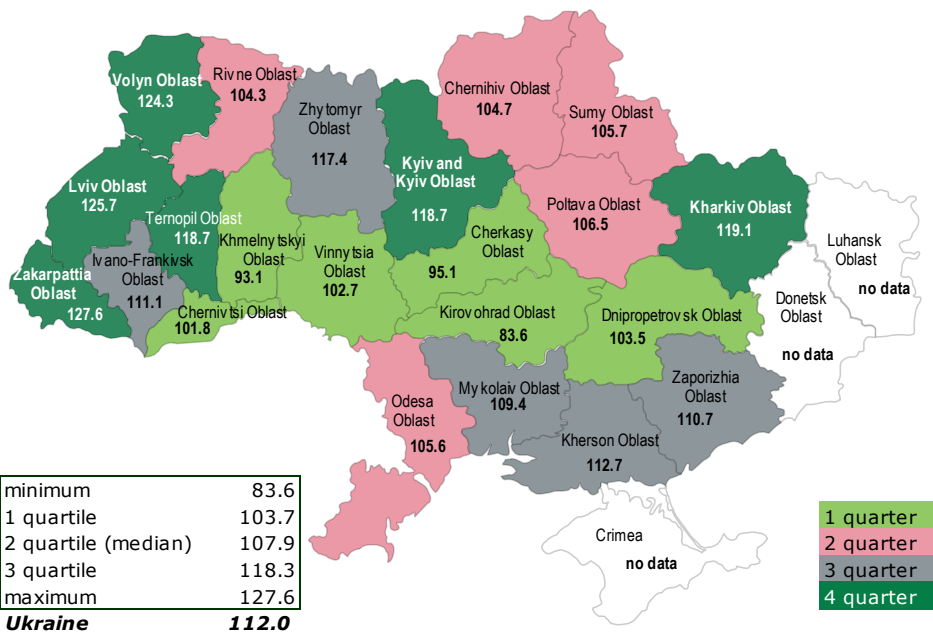 Volyn Oblast
124.3
Rivne Oblast
104.3
Zhytomyr
Oblast
117.4
Chernihiv Oblast
104.7
Sumy Oblast
105.7
Kyiv and
Kyiv Oblast
118.7
Lviv Oblast
125.7
Ternopil Oblast
118.7
Khmelnytskyi
Oblast
93.1
Vinnytsia
Oblast
102.7
Cherkasy
Oblast
95.1
Poltava Oblast
106.5
Kharkiv Oblast
119.1
Luhansk
Oblast
no data
Zakarpattia
Oblast
127.6
Ivano-Frankivsk
Oblast
111.1
Chernivtsi Oblast
101.8
Kirovohrad Oblast
83.6
Dnipropetrovsk Oblast
103.5
Donetsk
Oblast
no data
Odesa
Oblast
105.6
Mykolaiv Oblast
109.4
Kherson Oblast
112.7
Zaporizhia
Oblast
110.7
Crimea
no data
minimum 83.6
1 quartile 103.7
2 quartile (median) 107.9
3 quartile 118.3
maximum 127.6
Ukraine 112.0
1 quarter
2 quarter
3 quarter
4 quarter